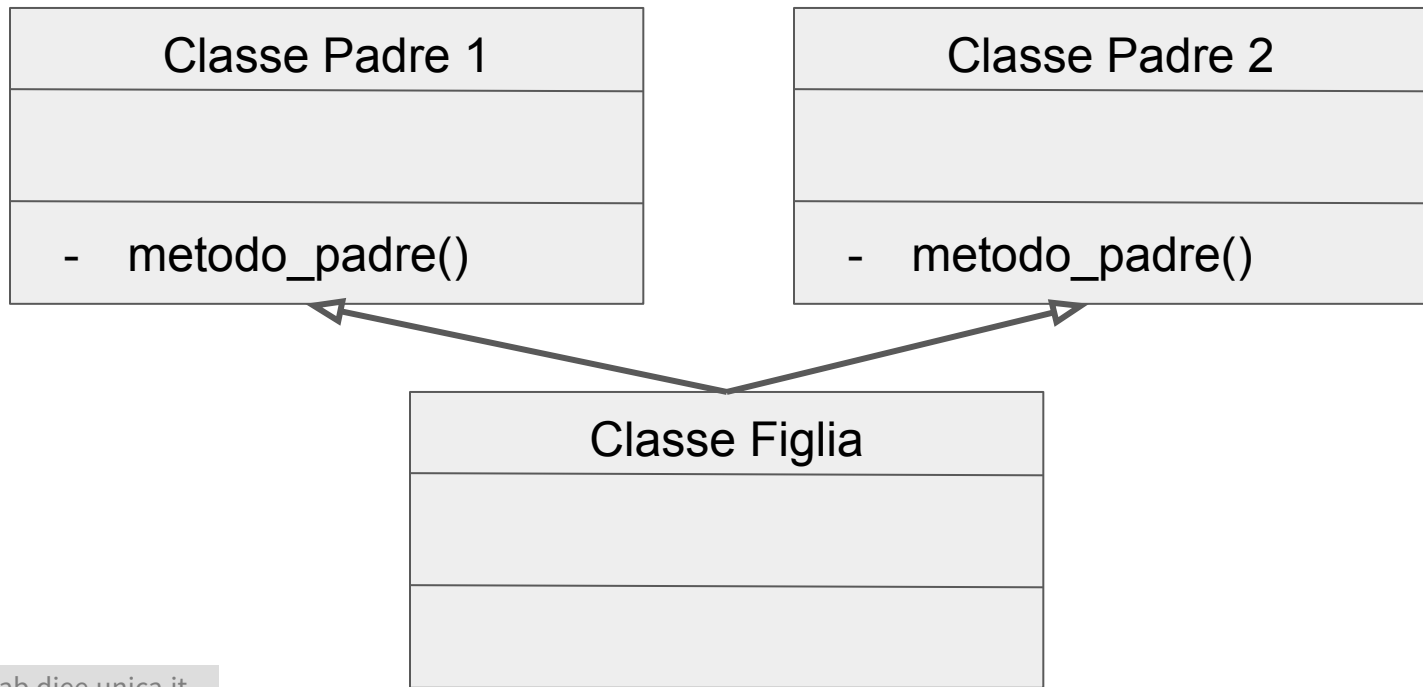 Classe Padre 1
Classe Padre 2
- metodo_padre()
- metodo_padre()
Classe Figlia